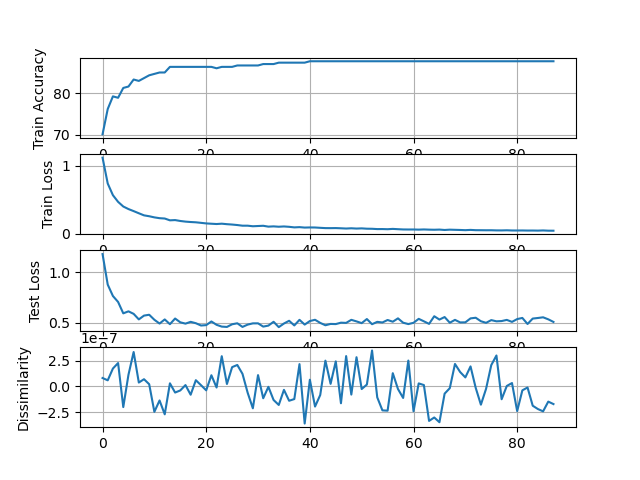 Train Accuracy
80
70
0 20 40 60 80
Train Loss
1
0
0 20 40 60 80
Test Loss
1.0
0.5
0 20 40 60 80
1e−7
Dissimilarity
2.5
0.0
−2.5
0 20 40 60 80